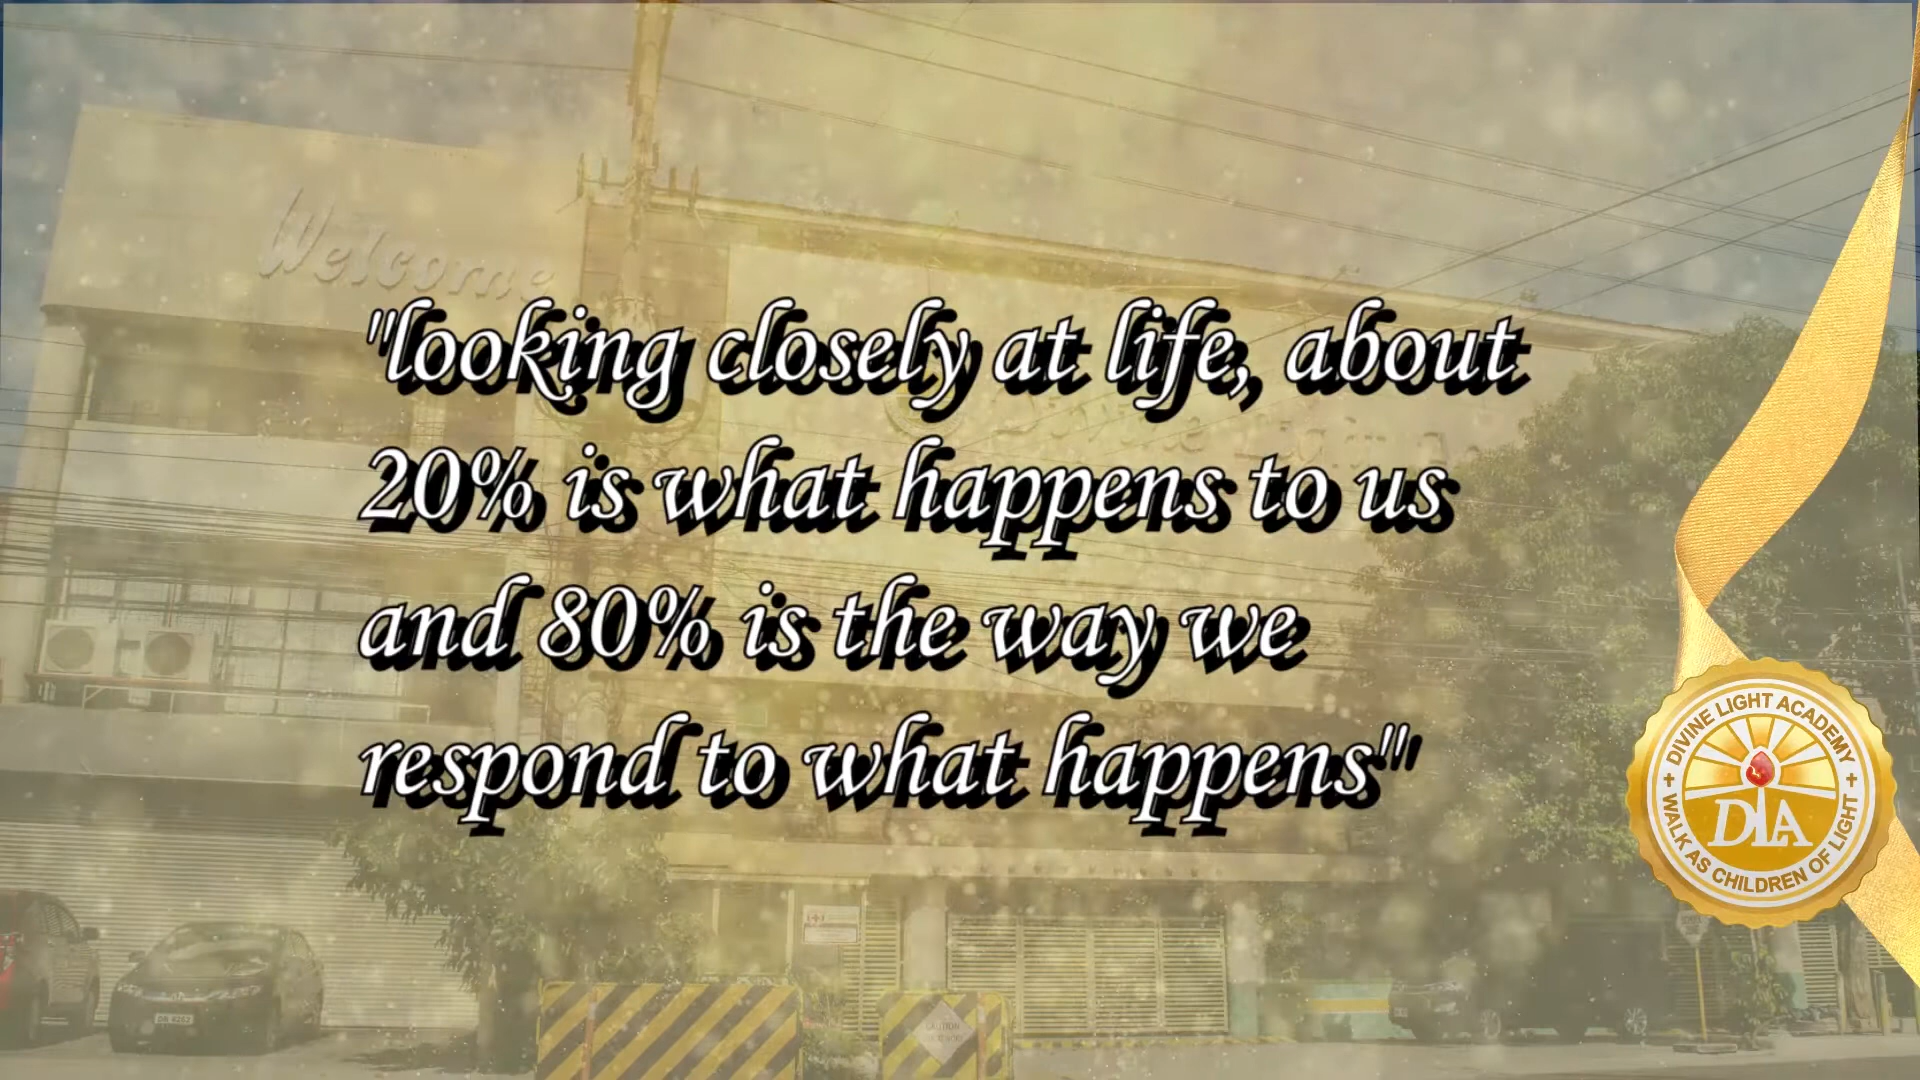 Welcome
"looking closely at life, about
20% is what happens to us
and 80% is the way we
respond to what happens"
DIVINE LIGHT ACADEMY
DLA
WALK AS CHILDREN OF LIGHT
CAUTION